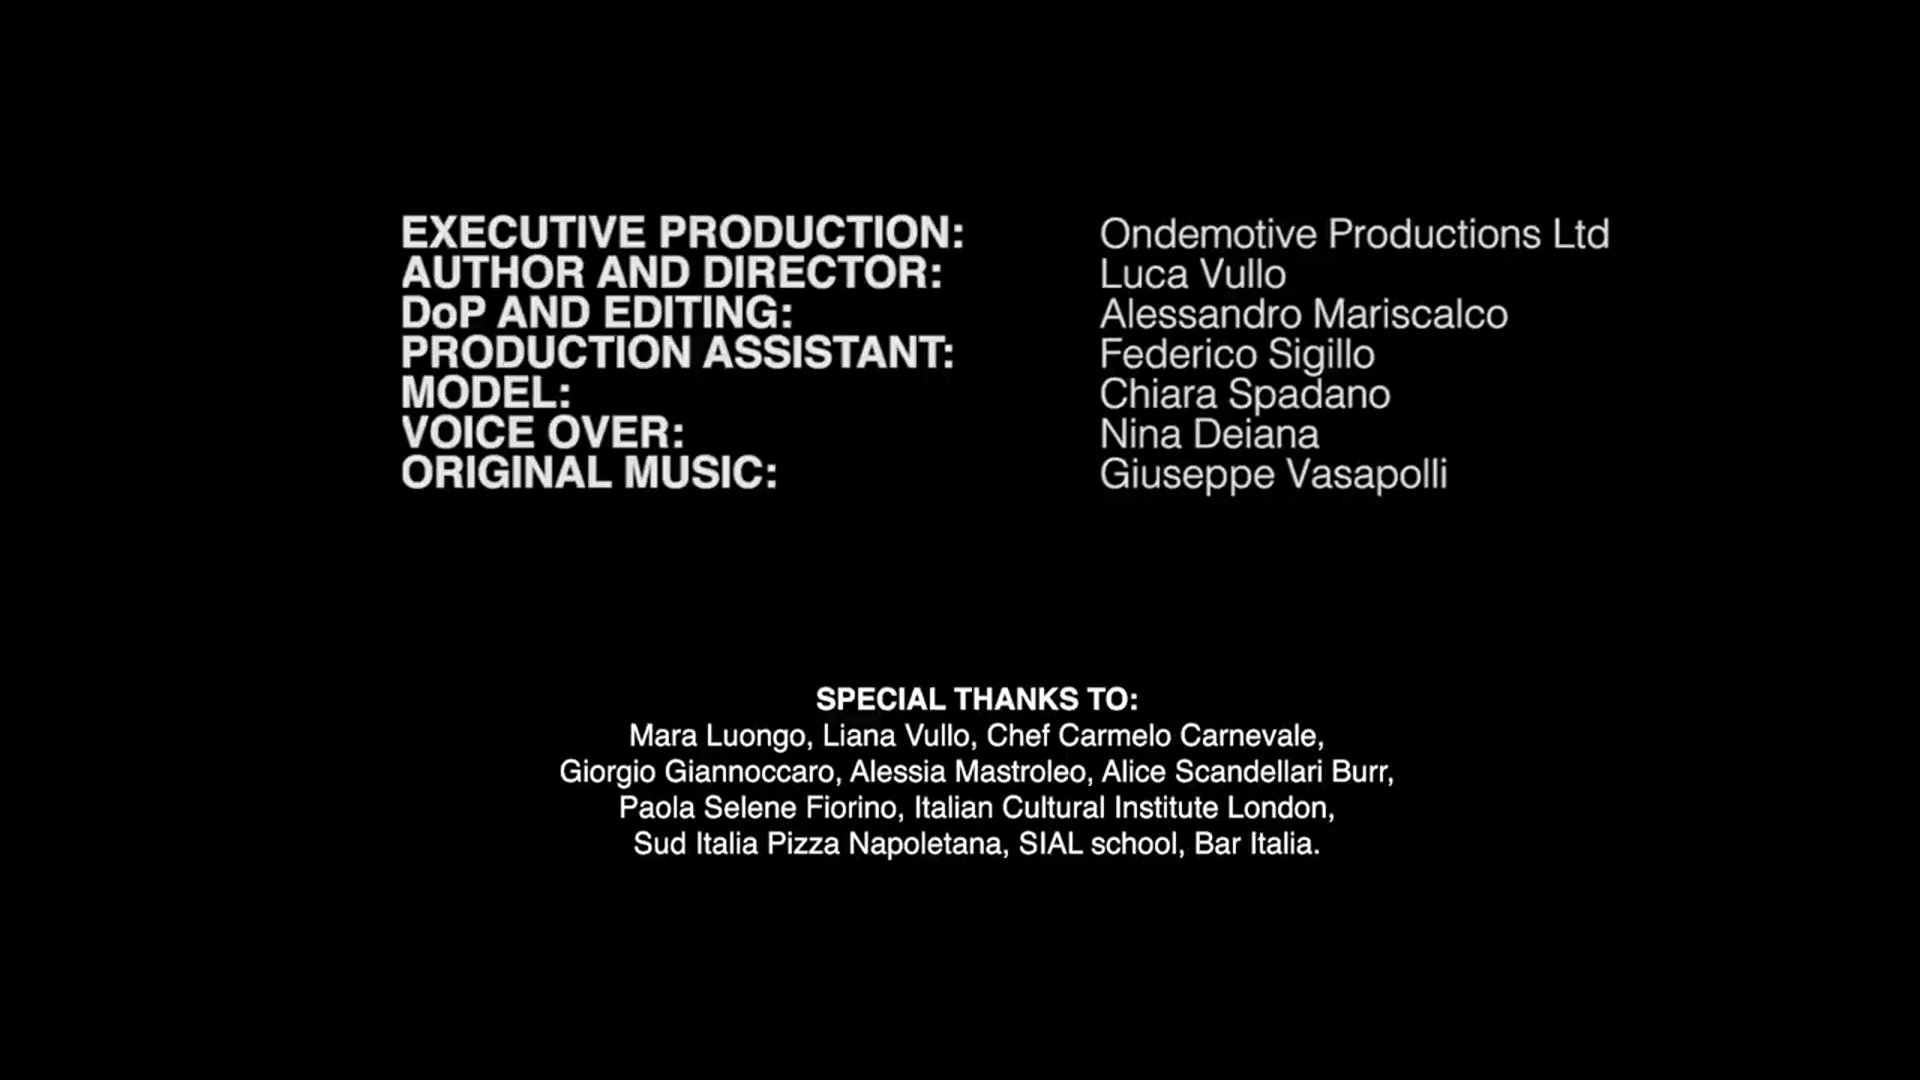 EXECUTIVE PRODUCTION: Ondemotive Productions Ltd
AUTHOR AND DIRECTOR: Luca Vullo
DoP AND EDITING: Alessandro Mariscalco
PRODUCTION ASSISTANT: Federico Sigillo
MODEL: Chiara Spadano
VOICE OVER: Nina Deiana
ORIGINAL MUSIC: Giuseppe Vasapolli
SPECIAL THANKS TO:
Mara Luongo, Liana Vullo, Chef Carmelo Carnevale,
Giorgio Giannoccaro, Alessia Mastroleo, Alice Scandellari Burr,
Paola Selene Fiorino, Italian Cultural Institute London,
Sud Italia Pizza Napoletana, SIAL school, Bar Italia.